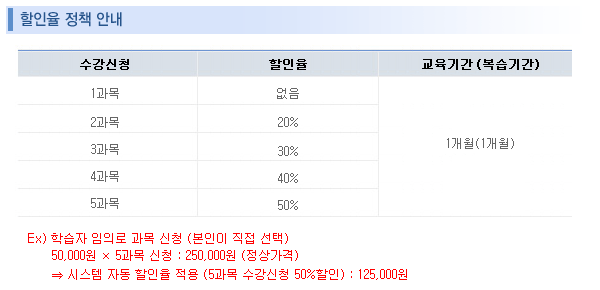 할인율 정책 안내
수강신청 할인율 교육기간 (복습기간)
1과목 없음
2과목 20%
3과목 30%
1개월(1개월)
4과목 40%
5과목 50%
Ex) 학습자 임의로 과목 신청 (본인이 직접 선택)
50,000원 × 5과목 신청 : 250,000원 (정상가격)
⇒ 시스템 자동 할인율 적용 (5과목 수강신청 50%할인) : 125,000원